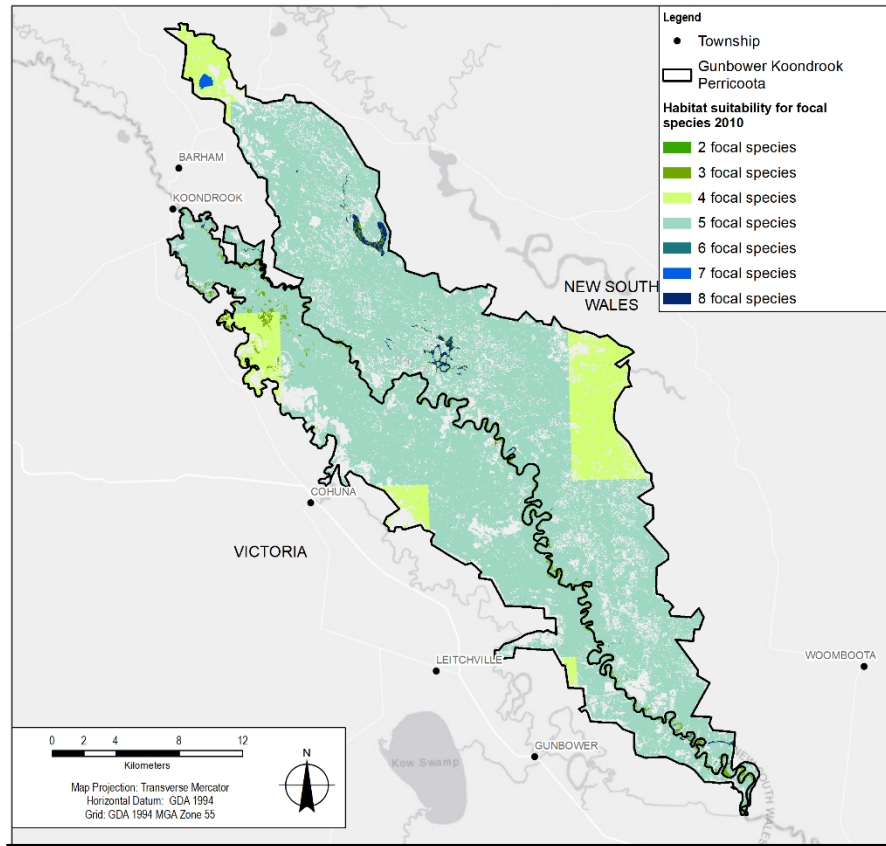 Legend
Township
Gunbower Koondrook
Perricoota
Habitat suitability for focal
species 2010
2 focal species
3 focal species
4 focal species
5 focal species
6 focal species
7 focal species
8 focal species
BARHAM
KOONDROOK
NEW SOUTH
WALES
COHUNA
VICTORIA
LEITCHVILLE
WOOMBOOTA
GUNBOWER
Kow Swamp
NEW SOUTH WALES
0 2 4 8 12
Kilometers
N
Map Projection: Transverse Mercator
Horizontal Datum: GDA 1994
Grid: GDA 1994 MGA Zone 55